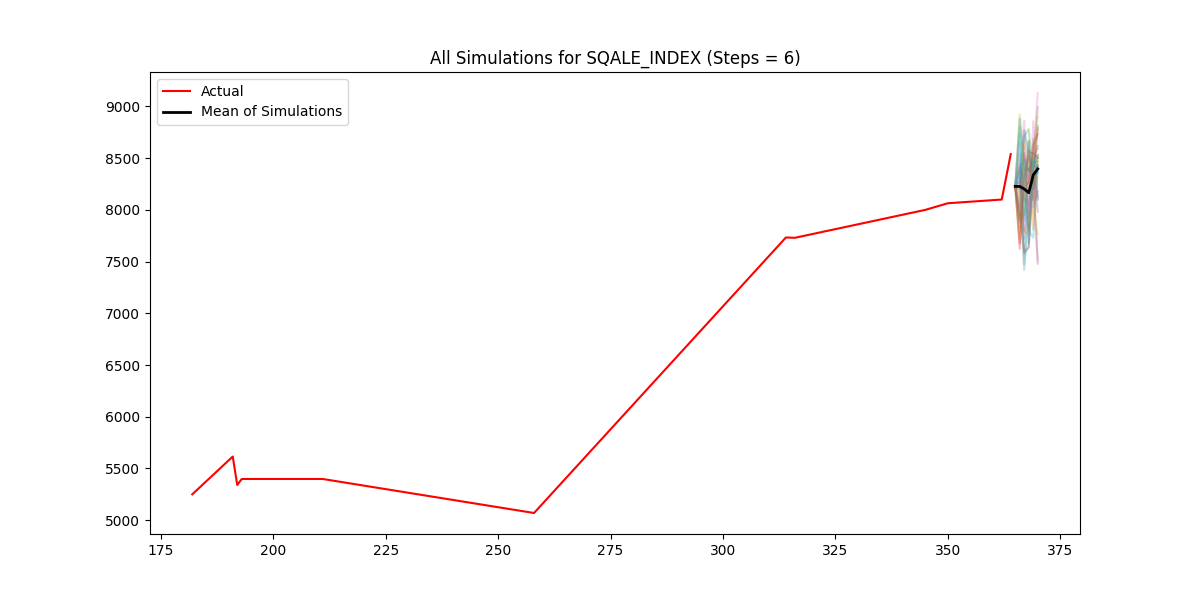 All Simulations for SQALE_INDEX (Steps = 6)
Actual
Mean of Simulations
9000
8500
8000
7500
7000
6500
6000
5500
5000
175 200 225 250 275 300 325 350 375